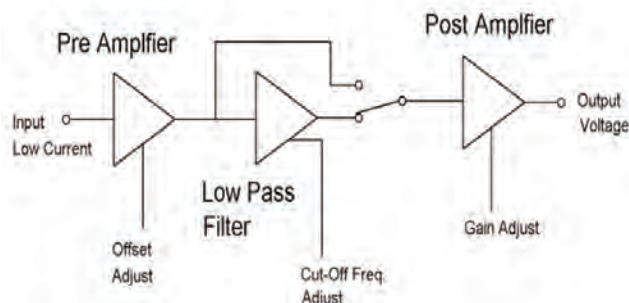 Pre Amplfier
Post Amplfier
Input
Low Current
Output
Voltage
Low Pass
Filter
Offset
Adjust
Cut-Off Freq.
Adjust
Gain Adjust